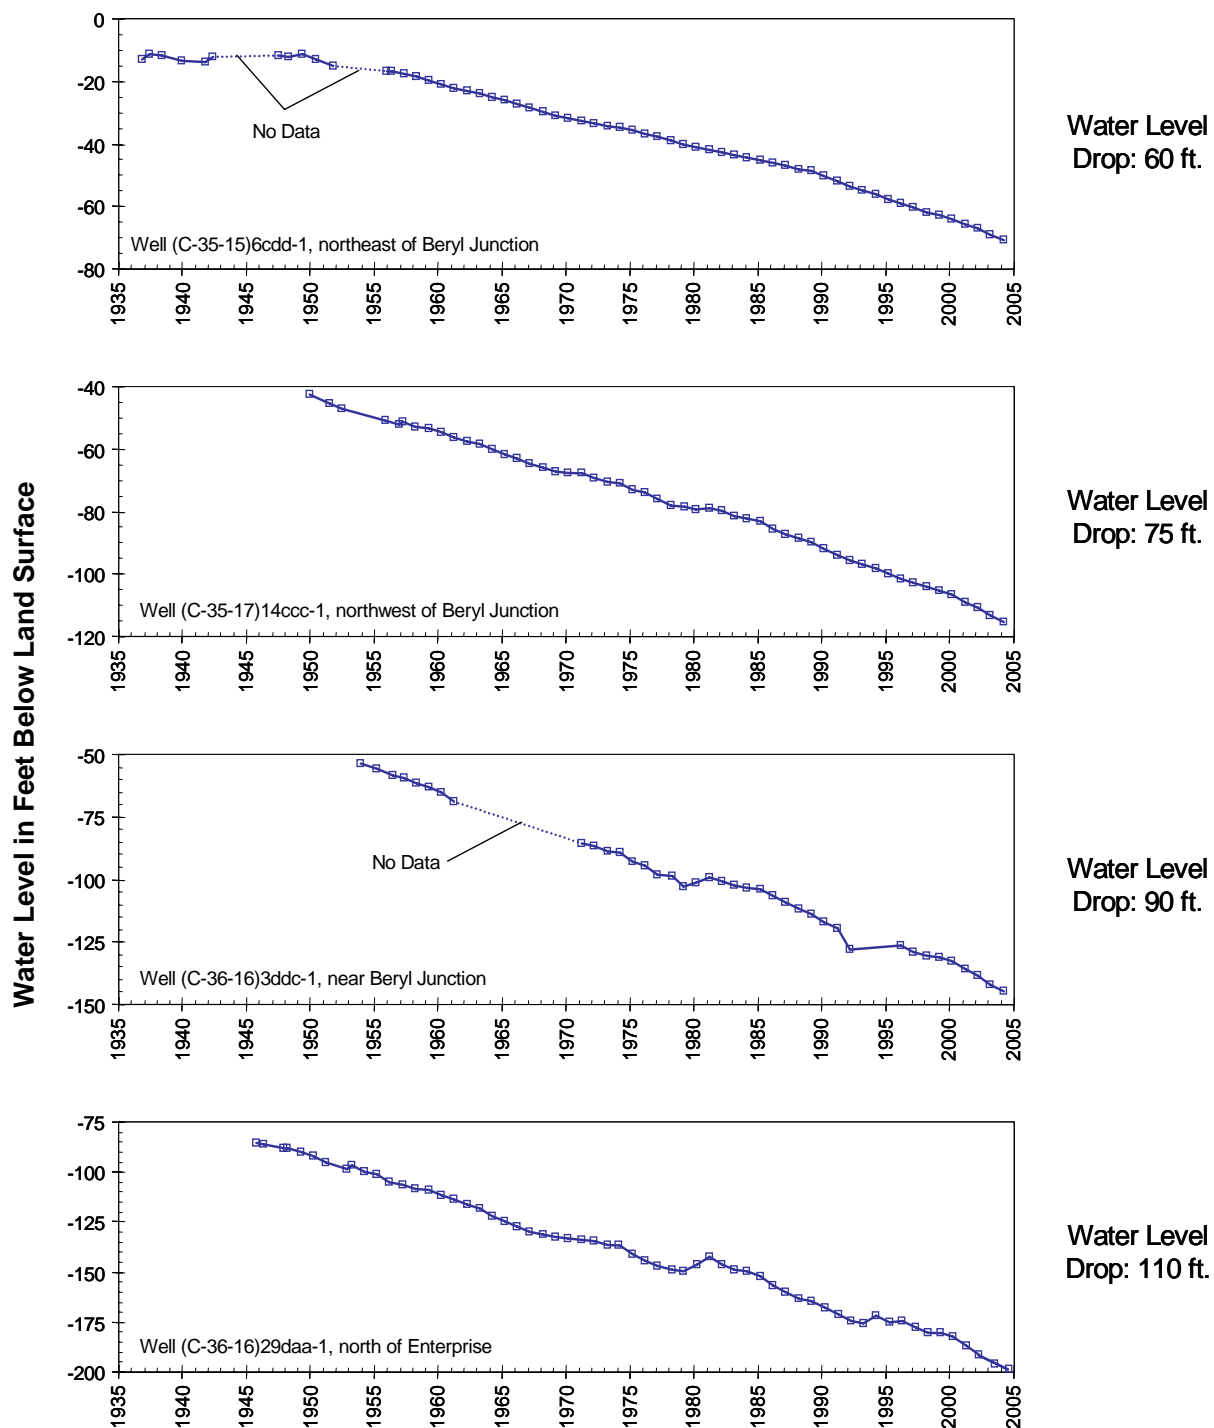 Water Level in Feet Below Land Surface
0
-20
-40
-60
-80
No Data
Well (C-35-15)6cdd-1, northeast of Beryl Junction
1935 1940 1945 1950 1955 1960 1965 1970 1975 1980 1985 1990 1995 2000 2005
Water Level
Drop: 60 ft.
-40
-60
-80
-100
-120
Well (C-35-17)14ccc-1, northwest of Beryl Junction
1935 1940 1945 1950 1955 1960 1965 1970 1975 1980 1985 1990 1995 2000 2005
Water Level
Drop: 75 ft.
-50
-75
-100
-125
-150
No Data
Well (C-36-16)3ddc-1, near Beryl Junction
1935 1940 1945 1950 1955 1960 1965 1970 1975 1980 1985 1990 1995 2000 2005
Water Level
Drop: 90 ft.
-75
-100
-125
-150
-175
-200
Well (C-36-16)29daa-1, north of Enterprise
1935 1940 1945 1950 1955 1960 1965 1970 1975 1980 1985 1990 1995 2000 2005
Water Level
Drop: 110 ft.